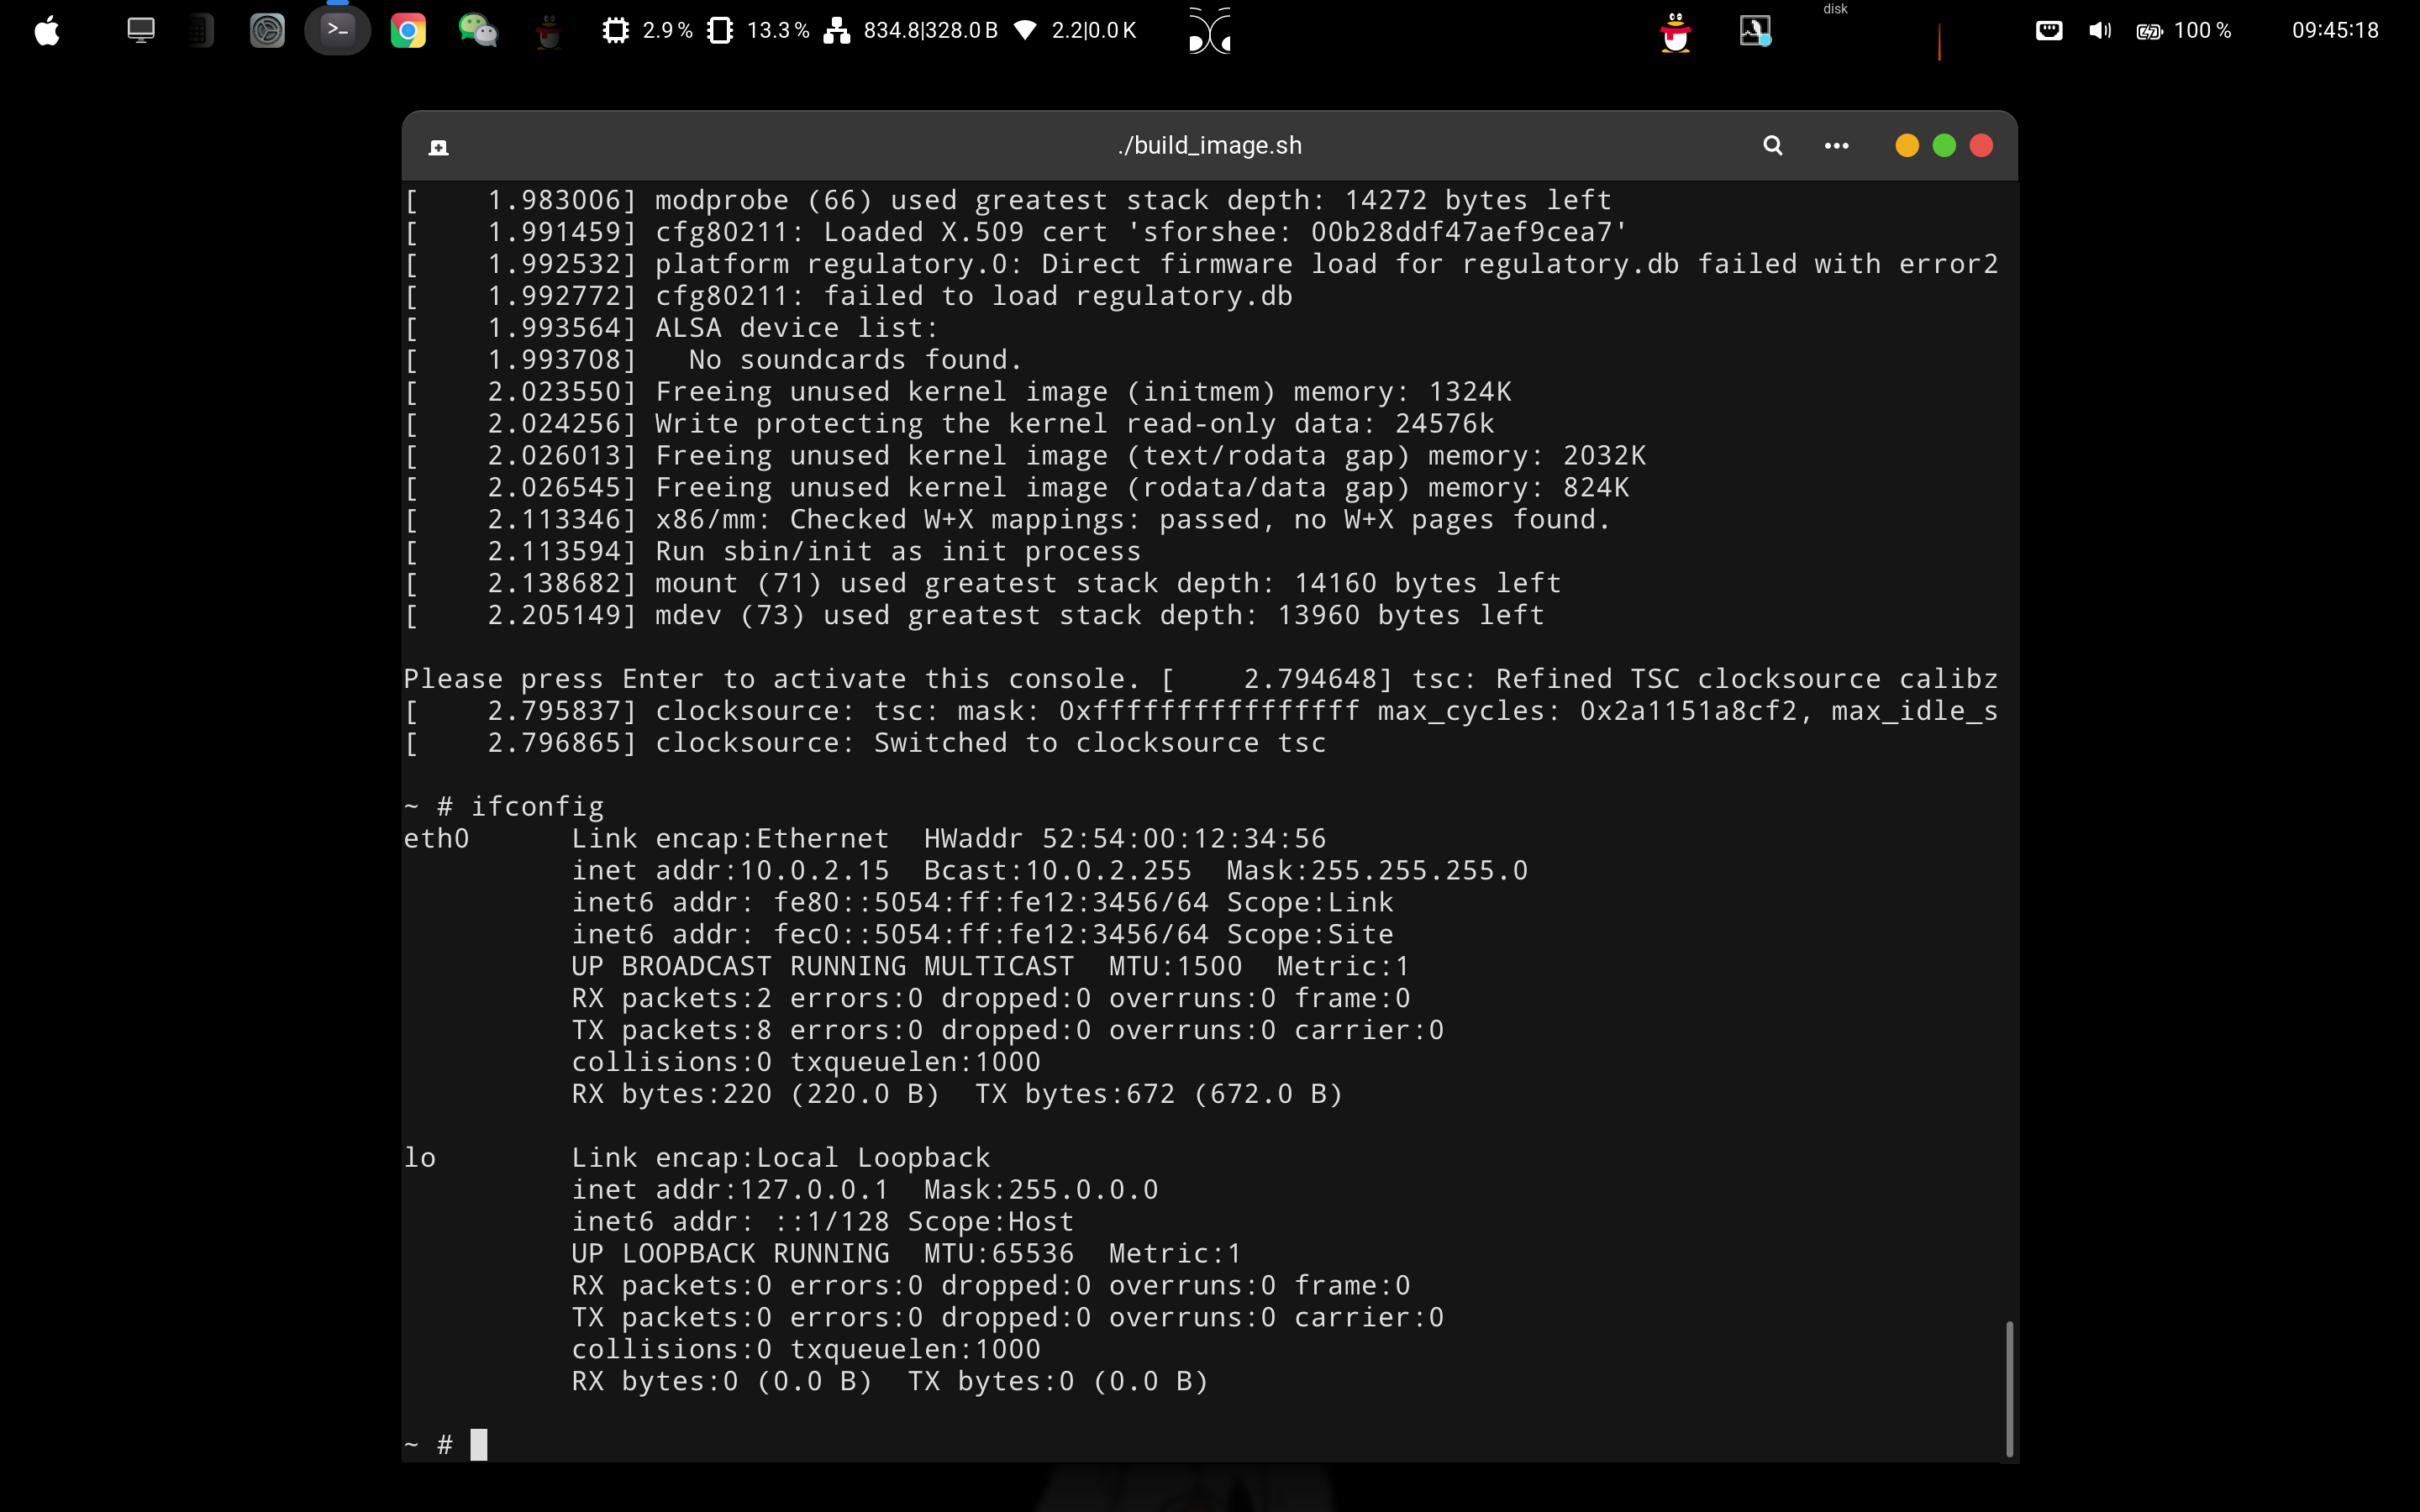 2.9 % 13.3 % 834.8|328.0 B 2.2|0.0 K disk 100 % 09:45:18
./build_image.sh
[    1.983006] modprobe (66) used greatest stack depth: 14272 bytes left
[    1.991459] cfg80211: Loaded X.509 cert 'sforshee: 00b28ddf47aef9cea7'
[    1.992532] platform regulatory.0: Direct firmware load for regulatory.db failed with error2
[    1.992772] cfg80211: failed to load regulatory.db
[    1.993564] ALSA device list:
[    1.993708]   No soundcards found.
[    2.023550] Freeing unused kernel image (initmem) memory: 1324K
[    2.024256] Write protecting the kernel read-only data: 24576k
[    2.026013] Freeing unused kernel image (text/rodata gap) memory: 2032K
[    2.026545] Freeing unused kernel image (rodata/data gap) memory: 824K
[    2.113346] x86/mm: Checked W+X mappings: passed, no W+X pages found.
[    2.113594] Run sbin/init as init process
[    2.138682] mount (71) used greatest stack depth: 14160 bytes left
[    2.205149] mdev (73) used greatest stack depth: 13960 bytes left
Please press Enter to activate this console. [    2.794648] tsc: Refined TSC clocksource calibz
[    2.795837] clocksource: tsc: mask: 0xffffffffffffffff max_cycles: 0x2a1151a8cf2, max_idle_s
[    2.796865] clocksource: Switched to clocksource tsc
~ # ifconfig
eth0      Link encap:Ethernet  HWaddr 52:54:00:12:34:56
          inet addr:10.0.2.15  Bcast:10.0.2.255  Mask:255.255.255.0
          inet6 addr: fe80::5054:ff:fe12:3456/64 Scope:Link
          inet6 addr: fec0::5054:ff:fe12:3456/64 Scope:Site
          UP BROADCAST RUNNING MULTICAST  MTU:1500  Metric:1
          RX packets:2 errors:0 dropped:0 overruns:0 frame:0
          TX packets:8 errors:0 dropped:0 overruns:0 carrier:0
          collisions:0 txqueuelen:1000
          RX bytes:220 (220.0 B)  TX bytes:672 (672.0 B)
lo        Link encap:Local Loopback
          inet addr:127.0.0.1  Mask:255.0.0.0
          inet6 addr: ::1/128 Scope:Host
          UP LOOPBACK RUNNING  MTU:65536  Metric:1
          RX packets:0 errors:0 dropped:0 overruns:0 frame:0
          TX packets:0 errors:0 dropped:0 overruns:0 carrier:0
          collisions:0 txqueuelen:1000
          RX bytes:0 (0.0 B)  TX bytes:0 (0.0 B)
~ #